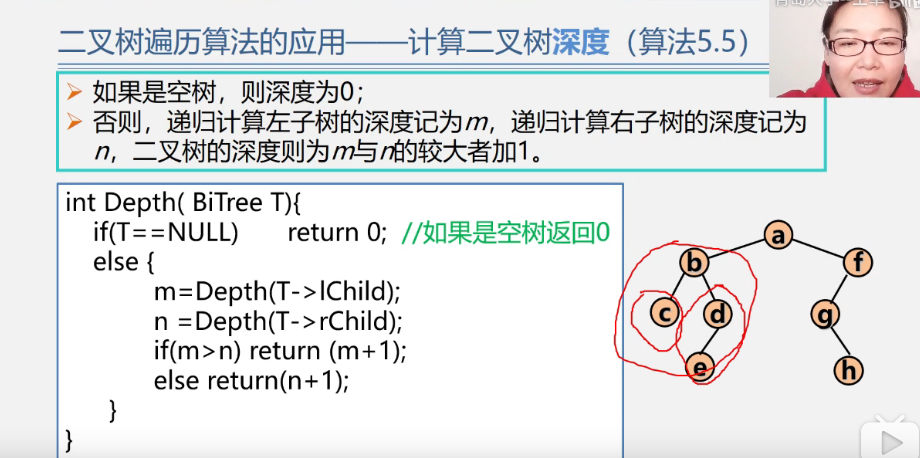 二叉树遍历算法的应用——计算二叉树深度（算法5.5）
如果是空树，则深度为0；
否则，递归计算左子树的深度记为m，递归计算右子树的深度记为
n，二叉树的深度则为m与n的较大者加1。
int Depth( BiTree T){
if(T==NULL) return 0; //如果是空树返回0
else {
m=Depth(T->lChild);
n =Depth(T->rChild);
if(m>n) return (m+1);
else return(n+1);
}
}
a
b f
c d g
e h